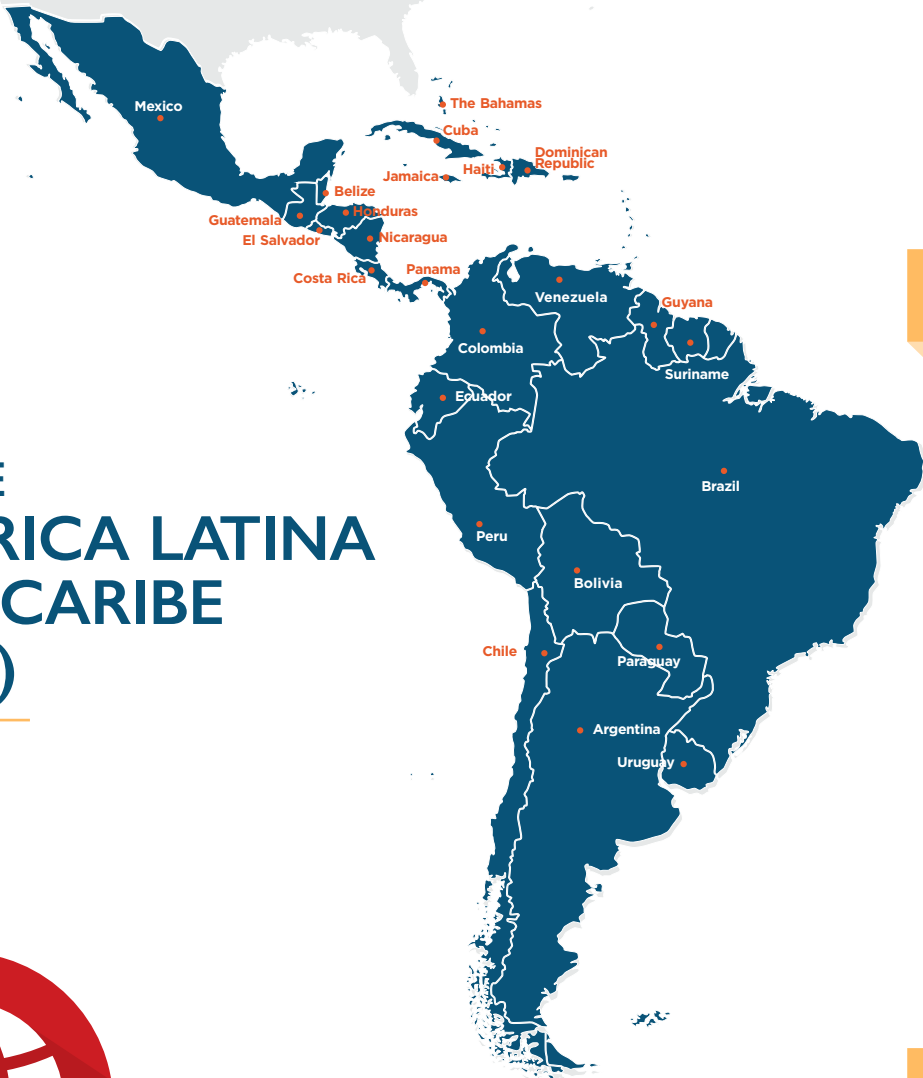 Mexico
The Bahamas
Cuba
Dominican
Republic
Haiti
Jamaica
Belize
Honduras
Guatemala
El Salvador
Nicaragua
Costa Rica
Panama
Venezuela
Guyana
Colombia
Suriname
Ecuador
E
RICA LATINA
CARIBE
)
Brazil
Peru
Bolivia
Chile
Paraguay
Argentina
Uruguay